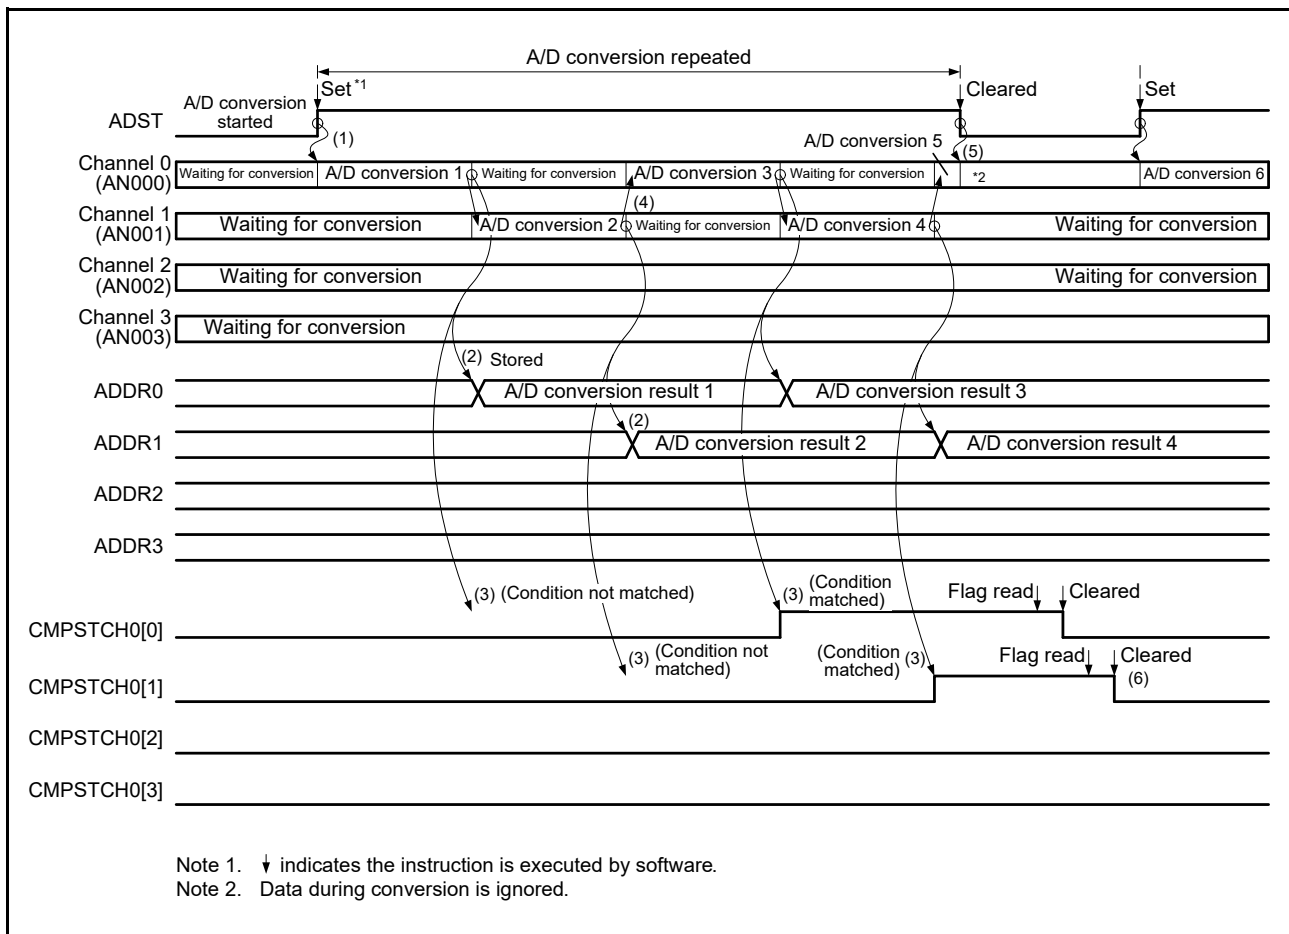 A/D conversion repeated
Set *1 Cleared Set
A/D conversion
started
ADST
(1) A/D conversion 5 (5)
Channel 0
(AN000)
Waiting for conversion A/D conversion 1 Waiting for conversion A/D conversion 3 Waiting for conversion *2 A/D conversion 6
(4)
Channel 1
(AN001)
Waiting for conversion A/D conversion 2 Waiting for conversion A/D conversion 4 Waiting for conversion
Channel 2
(AN002)
Waiting for conversion Waiting for conversion
Channel 3
(AN003)
Waiting for conversion
(2) Stored
ADDR0 A/D conversion result 1 A/D conversion result 3
(2)
ADDR1 A/D conversion result 2 A/D conversion result 4
ADDR2
ADDR3
(3) (Condition not matched) (3) (Condition
matched) Flag read Cleared
CMPSTCH0[0]
(3) (Condition not
matched) (Condition
matched) (3) Flag read Cleared
CMPSTCH0[1] (6)
CMPSTCH0[2]
CMPSTCH0[3]
Note 1. indicates the instruction is executed by software.
Note 2. Data during conversion is ignored.